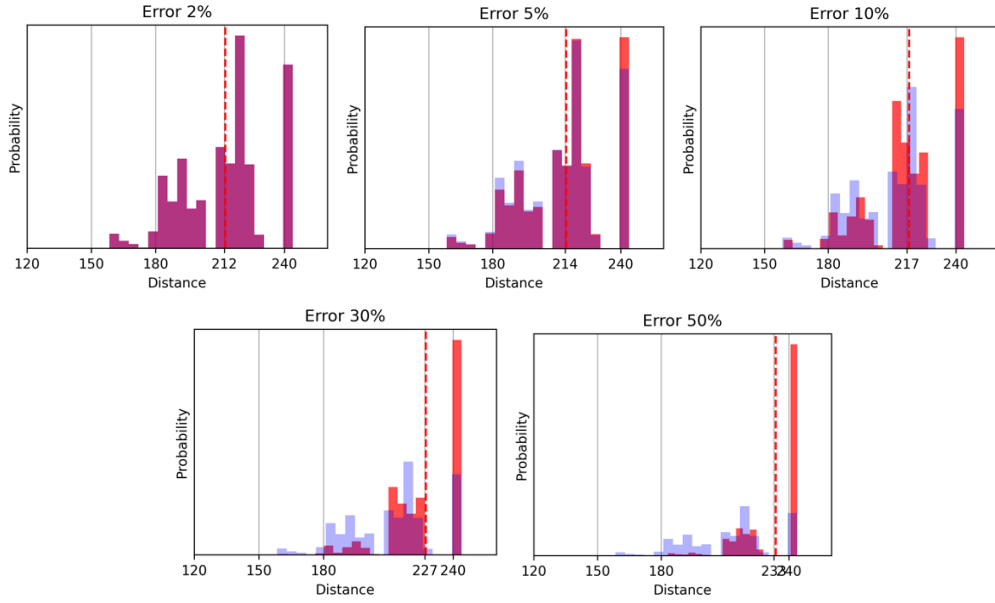 Error 2%
Error 5%
Error 10%
Probability
Probability
Probability
120 150 180 212 240
120 150 180 214 240
120 150 180 217 240
Distance
Distance
Distance
Error 30%
Error 50%
Probability
Probability
120 150 180 227 240
120 150 180 233 240
Distance
Distance